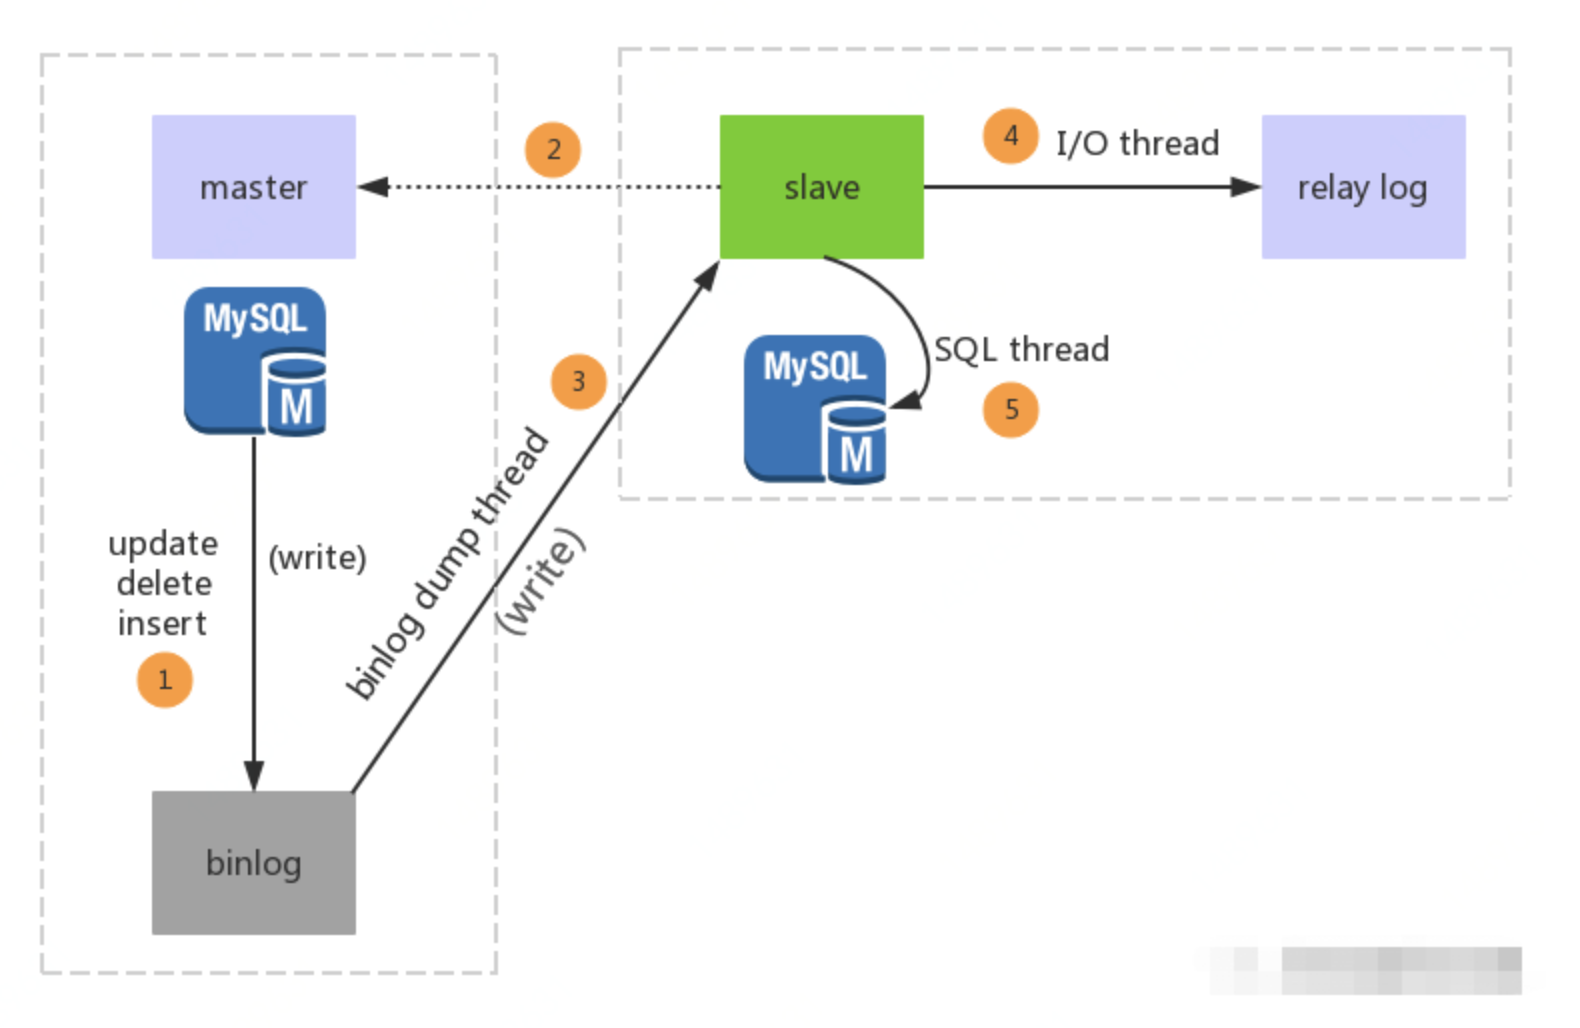 master
2
slave
4
I/O thread
relay log
MySQL
M
3
binlog dump thread
(write)
MySQL
M
SQL thread
5
update
delete
insert
(write)
1
binlog